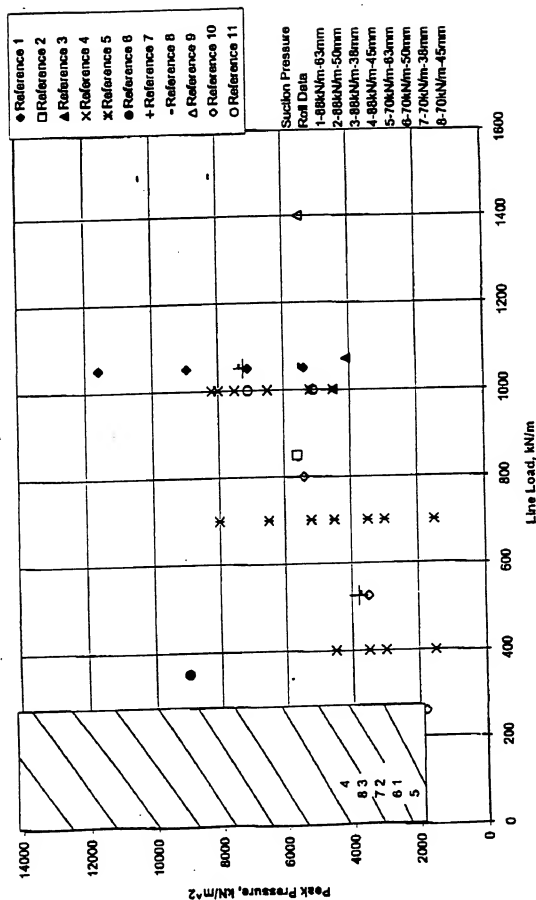 ◆ Reference 1
□ Reference 2
▲ Reference 3
× Reference 4
ж Reference 5
● Reference 6
+ Reference 7
- Reference 8
△ Reference 9
◇ Reference 10
○ Reference 11
Suction Pressure
Roll Data
1-88kN/m-63mm
2-88kN/m-50mm
3-88kN/m-38mm
4-88kN/m-45mm
5-70kN/m-63mm
6-70kN/m-50mm
7-70kN/m-38mm
8-70kN/m-45mm
Peak Pressure, kN/m^2
14000
12000
10000
8000
6000
4000
2000
0
4
8 3
7 2
6 1
5
0
200
400
600
800
1000
1200
1400
1600
Line Load, kN/m